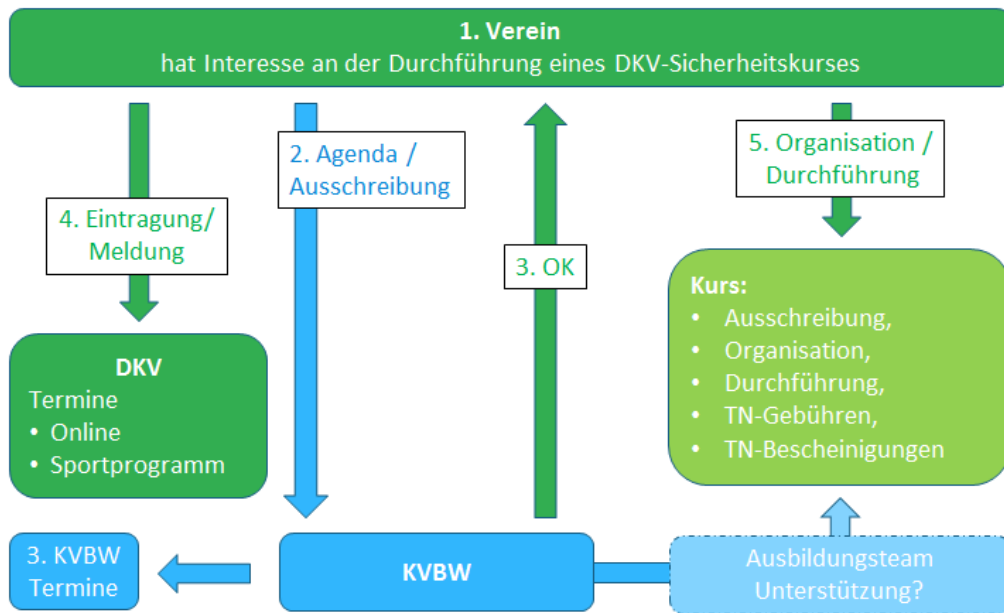 1. Verein
hat Interesse an der Durchführung eines DKV-Sicherheitskurses
2. Agenda /
Ausschreibung
5. Organisation /
Durchführung
4. Eintragung/
Meldung
3. OK
Kurs:
• Ausschreibung,
• Organisation,
• Durchführung,
• TN-Gebühren,
• TN-Bescheinigungen
DKV
Termine
• Online
• Sportprogramm
3. KVBW
Termine
KVBW
Ausbildungsteam
Unterstützung?